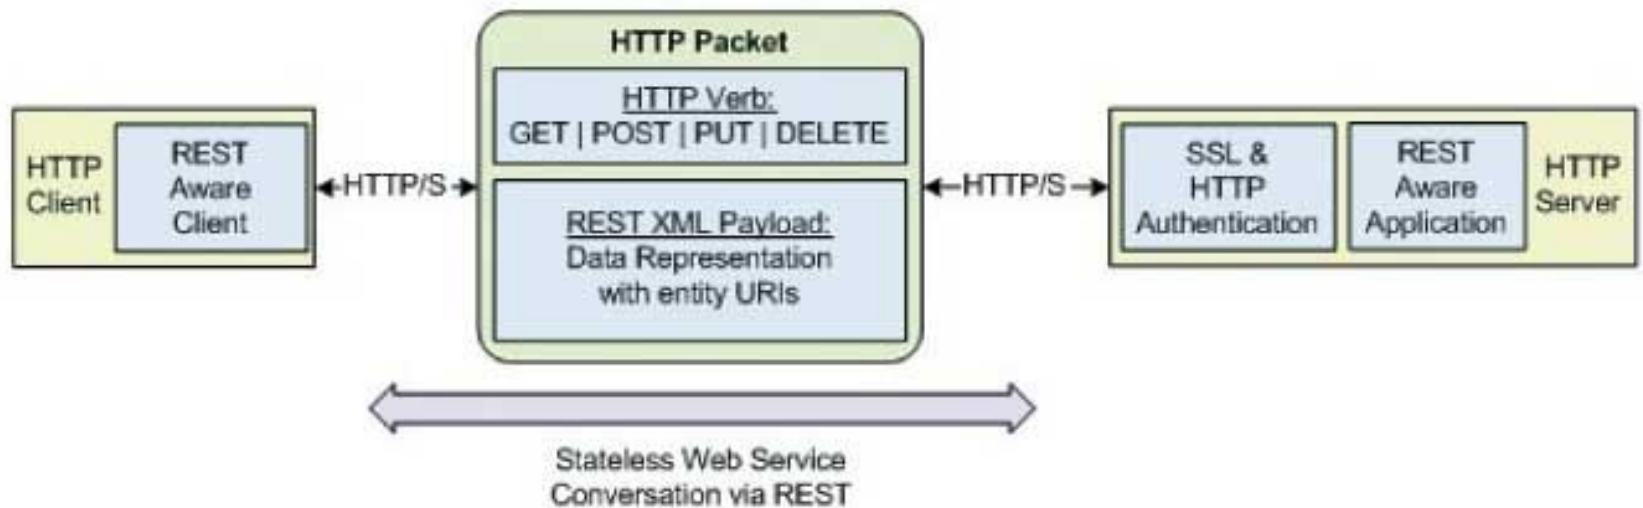 HTTP Packet
HTTP Verb:
GET | POST | PUT | DELETE
REST XML Payload:
Data Representation
with entity URIs
HTTP
Client
REST
Aware
Client
HTTP/S
HTTP/S
SSL &
HTTP
Authentication
REST
Aware
Application
HTTP
Server
Stateless Web Service
Conversation via REST